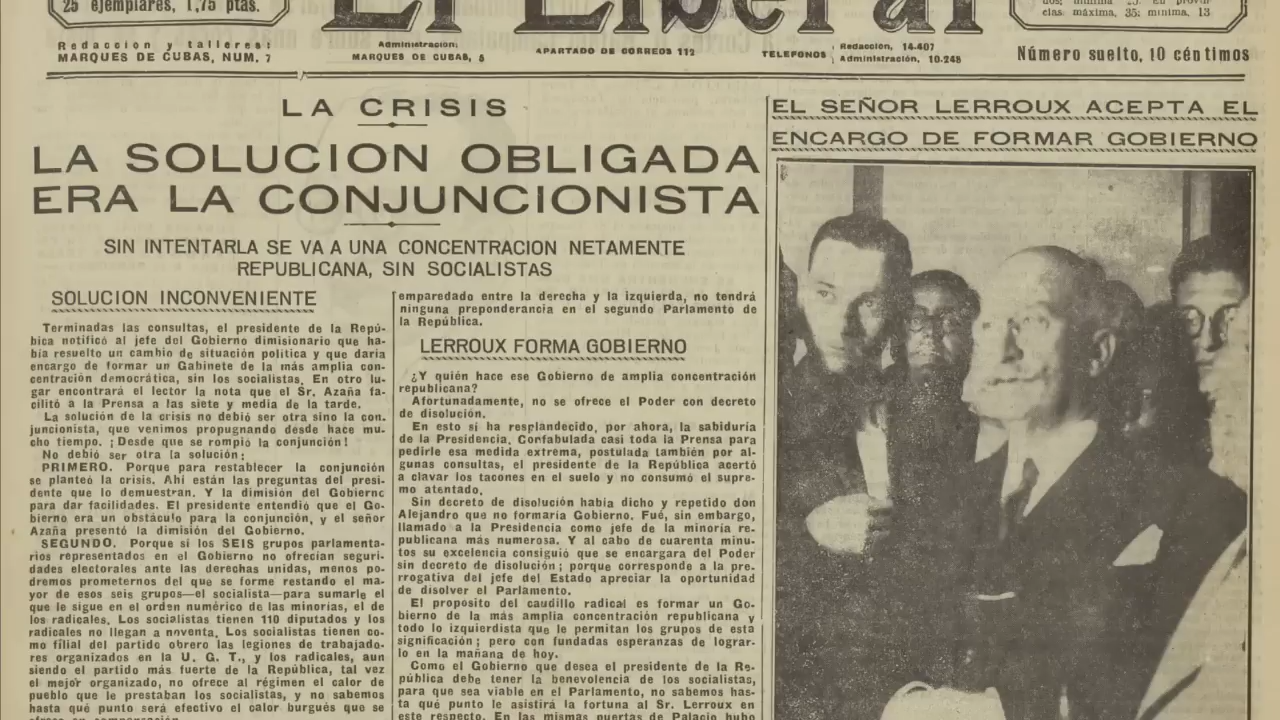 25 ejemplares, 1,75 ptas.
El Liberal
cias: máxima, 35; mínima, 13
Redacción y talleres:
MARQUES DE CUBAS, NUM. 7
Administración:
MARQUES DE CUBAS, 5
APARTADO DE CORREOS 112
TELEFONOS
Redacción, 14.407
Administración, 10.248
Número suelto, 10 céntimos
LA CRISIS
LA SOLUCION OBLIGADA
ERA LA CONJUNCIONISTA
SIN INTENTARLA SE VA A UNA CONCENTRACION NETAMENTE
REPUBLICANA, SIN SOCIALISTAS
SOLUCION INCONVENIENTE
Terminadas las consultas, el presidente de la Repú-
bica notificó al jefe del Gobierno dimisionario que ha-
bía resuelto un cambio de situación política y que daría
encargo de formar un Gabinete de la más amplia con-
centración democrática, sin los socialistas. En otro lu-
gar encontrará el lector la nota que el Sr. Azaña fa-
cilitó a la Prensa a las siete y media de la tarde.
La solución de la crisis no debió ser otra sino la con.
juncionista, que venimos propugnando desde hace mu-
cho tiempo. ¡Desde que se rompió la conjunción!
No debió ser otra la solución:
PRIMERO. Porque para restablecer la conjunción
se planteó la crisis. Ahí están las preguntas del presi-
dente que lo demuestran. Y la dimisión del Gobierno
para dar facilidades. El presidente entendió que el Go-
bierno era un obstáculo para la conjunción, y el señor
Azaña presentó la dimisión del Gobierno.
SEGUNDO. Porque si los SEIS grupos parlamenta-
rios representados en el Gobierno no ofrecían seguri-
dades electorales ante las derechas unidas, menos po-
dremos prometernos del que se forme restando el ma-
yor de esos seis grupos—el socialista—para sumarle el
que le sigue en el orden numérico de las minorías, el de
los radicales. Los socialistas tienen 110 diputados y los
radicales no llegan a noventa. Los socialistas tienen co-
mo filial del partido obrero las legiones de trabajado-
res organizados en la U. G. T., y los radicales, aun
siendo el partido más fuerte de la República, tal vez
el mejor organizado, no ofrece al régimen el calor de
pueblo que le prestaban los socialistas, y no sabemos
hasta qué punto será efectivo el calor burgués que se
emparedado entre la derecha y la izquierda, no tendrá
ninguna preponderancia en el segundo Parlamento de
la República.
LERROUX FORMA GOBIERNO
¿Y quién hace ese Gobierno de amplia concentración
republicana?
Afortunadamente, no se ofrece el Poder con decreto
de disolución.
En esto sí ha resplandecido, por ahora, la sabiduría
de la Presidencia. Confabulada casi toda la Prensa para
pedirle esa medida extrema, postulada también por al-
gunas consultas, el presidente de la República acertó
a clavar los tacones en el suelo y no consumó el supre-
mo atentado.
Sin decreto de disolución había dicho y repetido don
Alejandro que no formaría Gobierno. Fué, sin embargo,
llamado a la Presidencia como jefe de la minoría re-
publicana más numerosa. Y al cabo de cuarenta minu-
tos su excelencia consiguió que se encargara del Poder
sin decreto de disolución; porque corresponde a la pre-
rrogativa del jefe del Estado apreciar la oportunidad
de disolver el Parlamento.
El propósito del caudillo radical es formar un Go-
bierno de la más amplia concentración republicana y
todo lo izquierdista que le permitan los grupos de esta
significación; pero con fundadas esperanzas de lograr-
lo en la mañana de hoy.
Como el Gobierno que desea el presidente de la Re-
pública debe tener la benevolencia de los socialistas,
para que sea viable en el Parlamento, no sabemos has-
ta qué punto le asistirá la fortuna al Sr. Lerroux en
este respecto. En las mismas puertas de Palacio hubo
EL SEÑOR LERROUX ACEPTA EL
ENCARGO DE FORMAR GOBIERNO